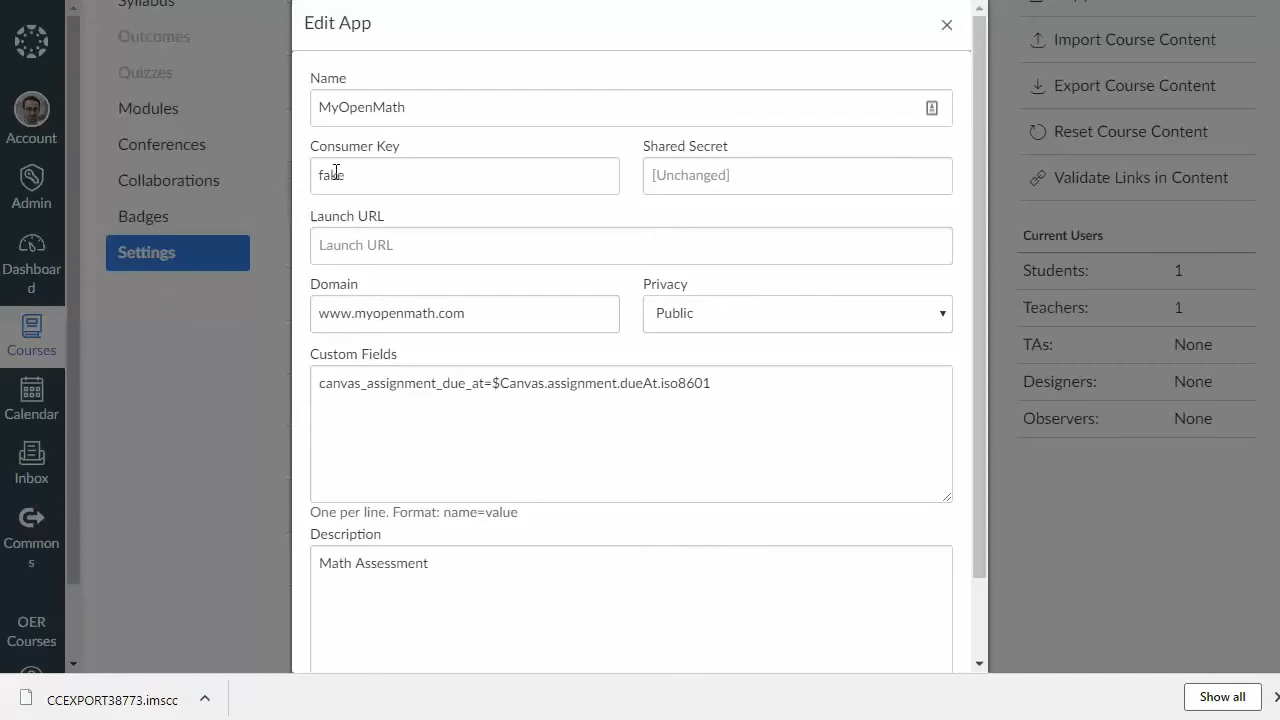 Syllabus
Outcomes
Quizzes
Modules
Conferences
Collaborations
Badges
Settings
Account
Admin
Dashboar
d
Courses
Calendar
Inbox
Common
s
OER
Courses
Edit App
Name
MyOpenMath
Consumer Key
fake
Shared Secret
[Unchanged]
Launch URL
Launch URL
Domain
www.myopenmath.com
Privacy
Public
Custom Fields
canvas_assignment_due_at=$Canvas.assignment.dueAt.iso8601
One per line. Format: name=value
Description
Math Assessment
Import Course Content
Export Course Content
Reset Course Content
Validate Links in Content
Current Users
Students: 1
Teachers: 1
TAs: None
Designers: None
Observers: None
CCEXPORT38773.imscc
Show all